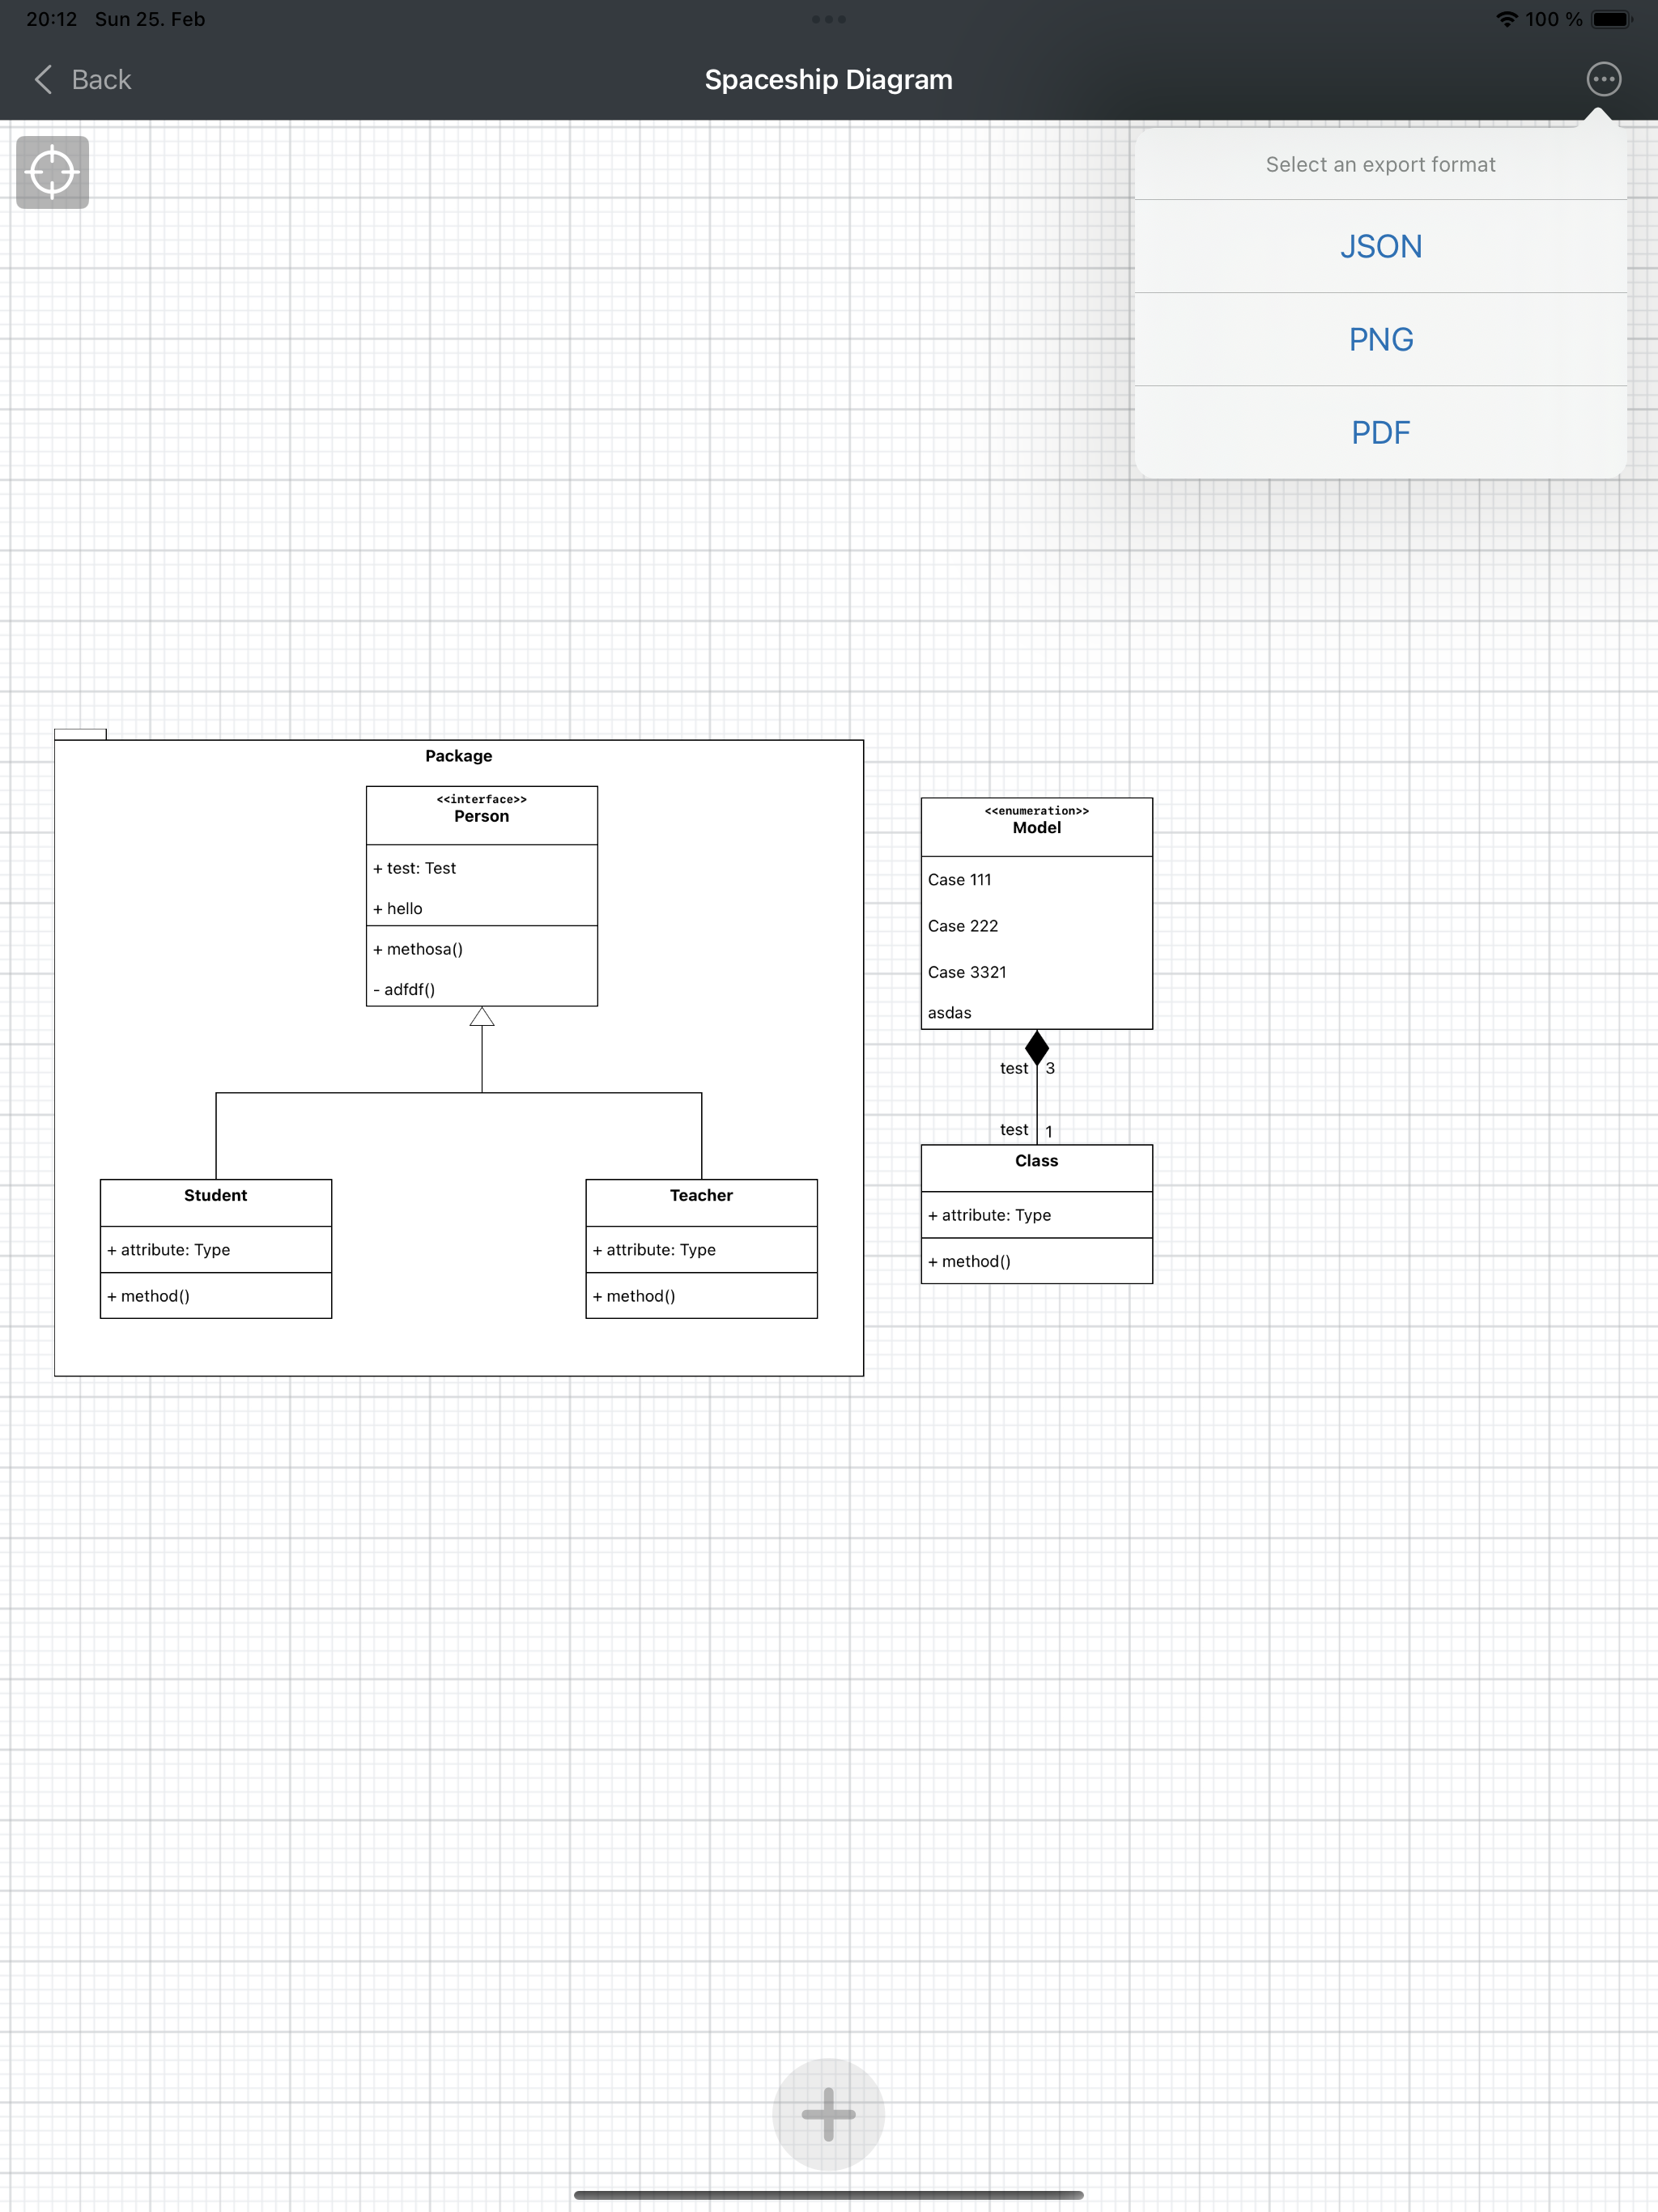 20:12 Sun 25. Feb
100 %
Back
Spaceship Diagram
Select an export format
JSON
PNG
PDF
Package
<<interface>>
Person
+ test: Test
+ hello
+ methosa()
- adfdf()
Student
+ attribute: Type
+ method()
Teacher
+ attribute: Type
+ method()
<<enumeration>>
Model
Case 111
Case 222
Case 3321
asdas
test 3
test 1
Class
+ attribute: Type
+ method()